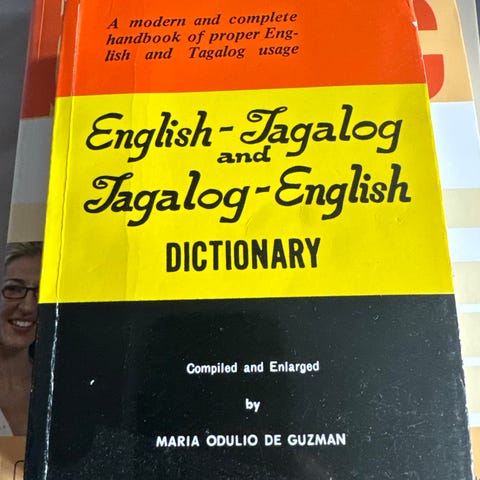 A modern and complete
handbook of proper Eng-
lish and Tagalog usage
English-Tagalog
and
Tagalog-English
DICTIONARY
Compiled and Enlarged
by
MARIA ODULIO DE GUZMAN